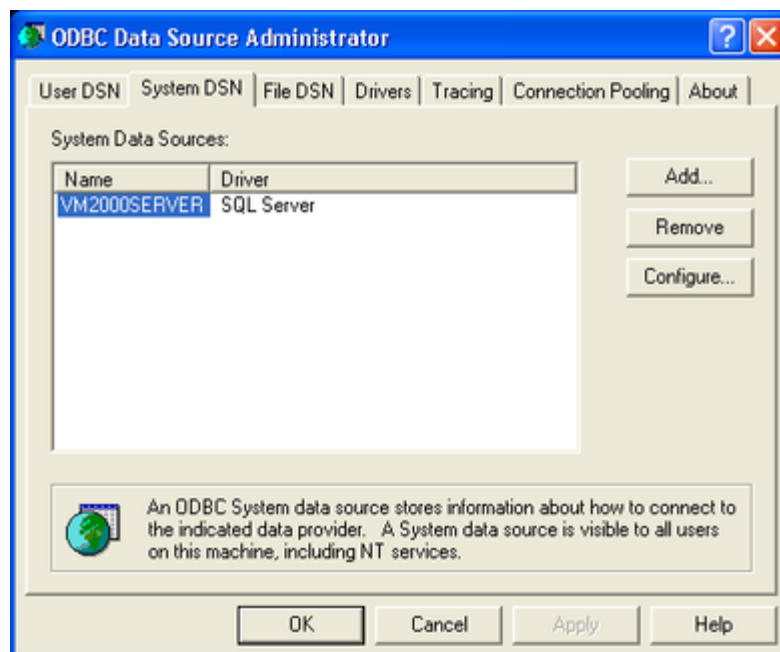 ODBC Data Source Administrator
User DSN System DSN File DSN Drivers Tracing Connection Pooling About
System Data Sources:
Name Driver
VM2000SERVER SQL Server
Add...
Remove
Configure...
An ODBC System data source stores information about how to connect to
the indicated data provider. A System data source is visible to all users
on this machine, including NT services.
OK Cancel Apply Help